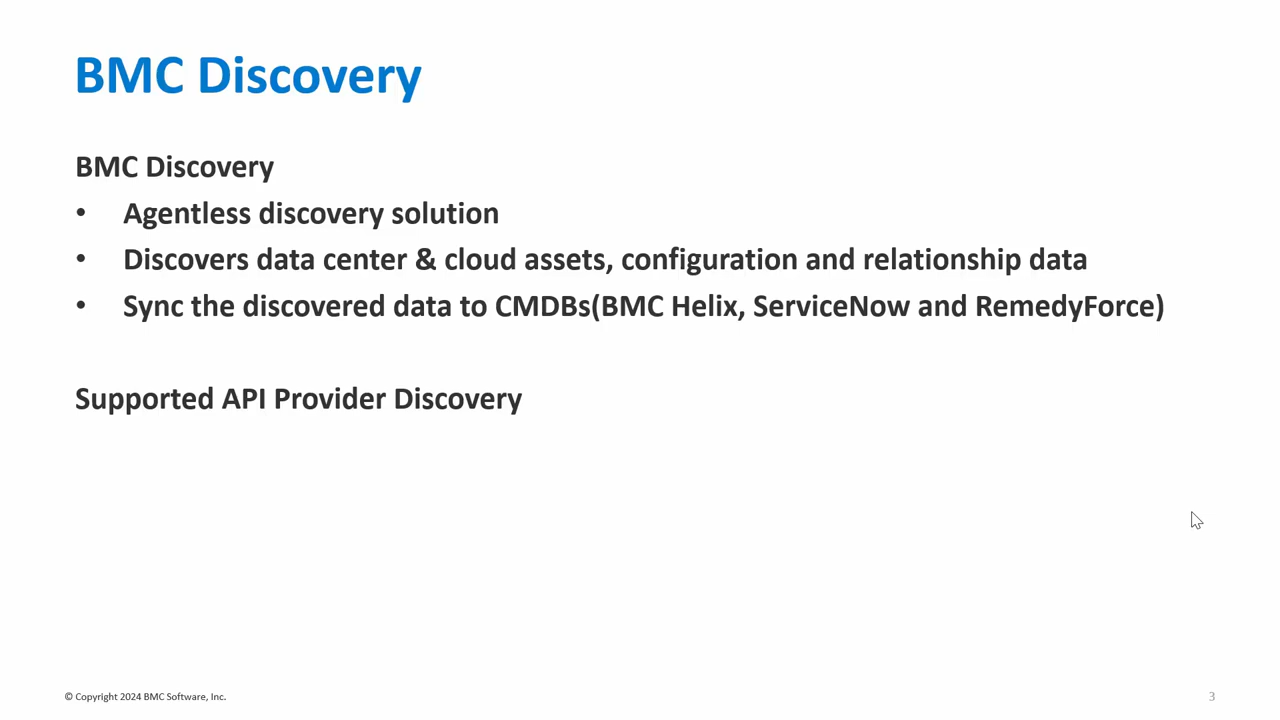 BMC Discovery
BMC Discovery
• Agentless discovery solution
• Discovers data center & cloud assets, configuration and relationship data
• Sync the discovered data to CMDBs(BMC Helix, ServiceNow and RemedyForce)
Supported API Provider Discovery
© Copyright 2024 BMC Software, Inc.
3